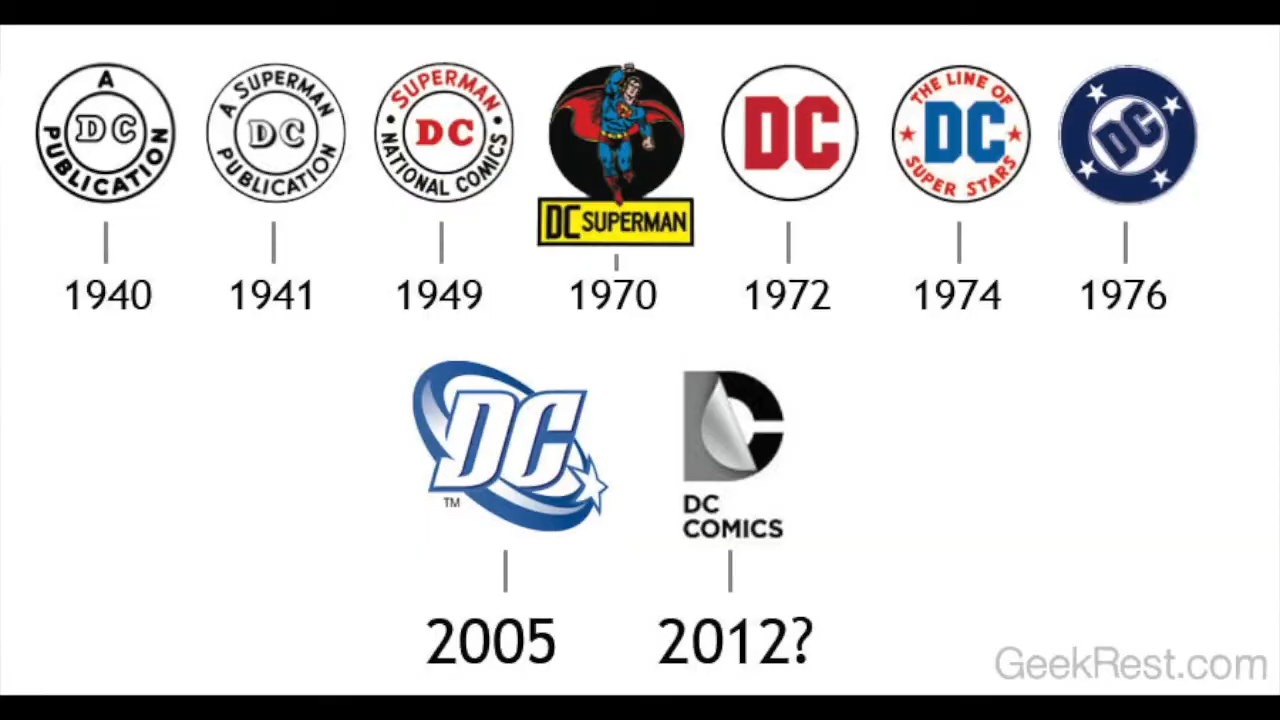 A
DC
PUBLICATION
A SUPERMAN
DC
PUBLICATION
SUPERMAN
DC
NATIONAL COMICS
DC SUPERMAN
DC
THE LINE OF
DC
SUPER STARS
DC
1940
1941
1949
1970
1972
1974
1976
DC
TM
DC
COMICS
2005
2012?
GeekRest.com